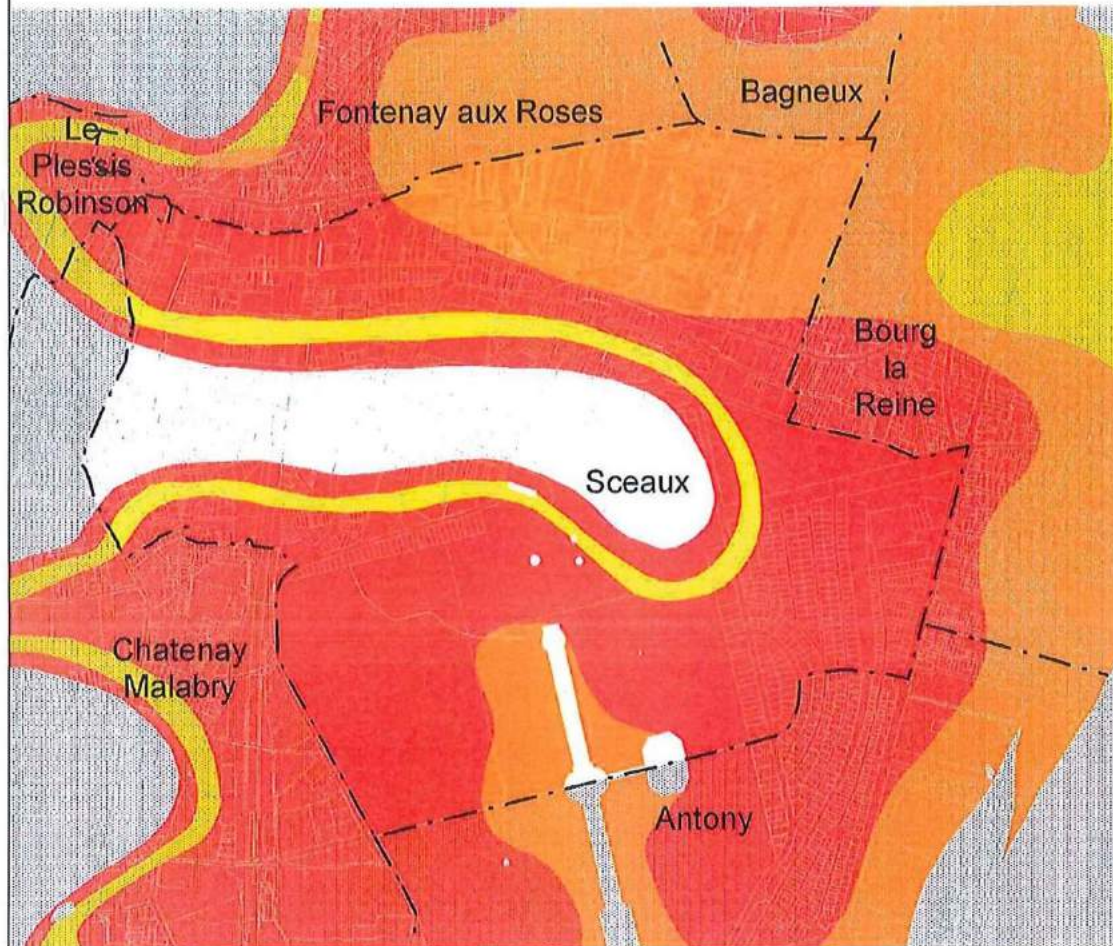 Fontenay aux Roses
Bagneux
Le
Plessis
Robinson
Bourg
la
Reine
Sceaux
Chatenay
Malabry
Antony